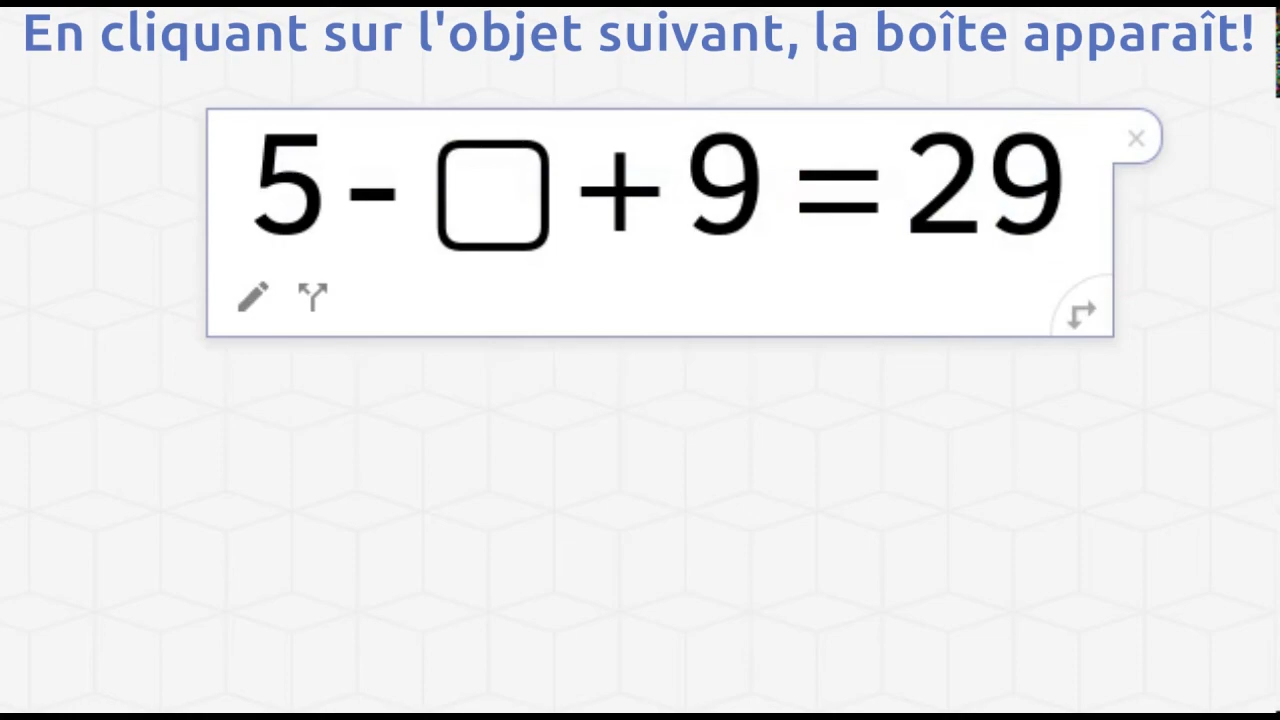 En cliquant sur l'objet suivant, la boîte apparaît!
5 - □ + 9 = 29